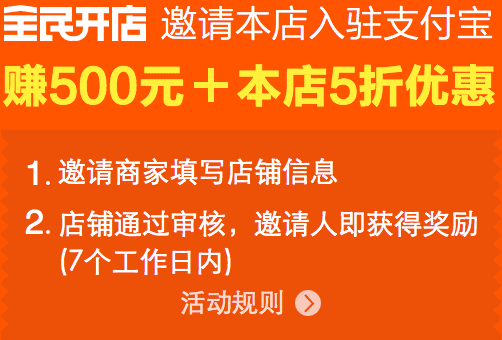 全民开店 邀请本店入驻支付宝
赚500元＋本店5折优惠
1. 邀请商家填写店铺信息
2. 店铺通过审核，邀请人即获得奖励
(7个工作日内)
活动规则